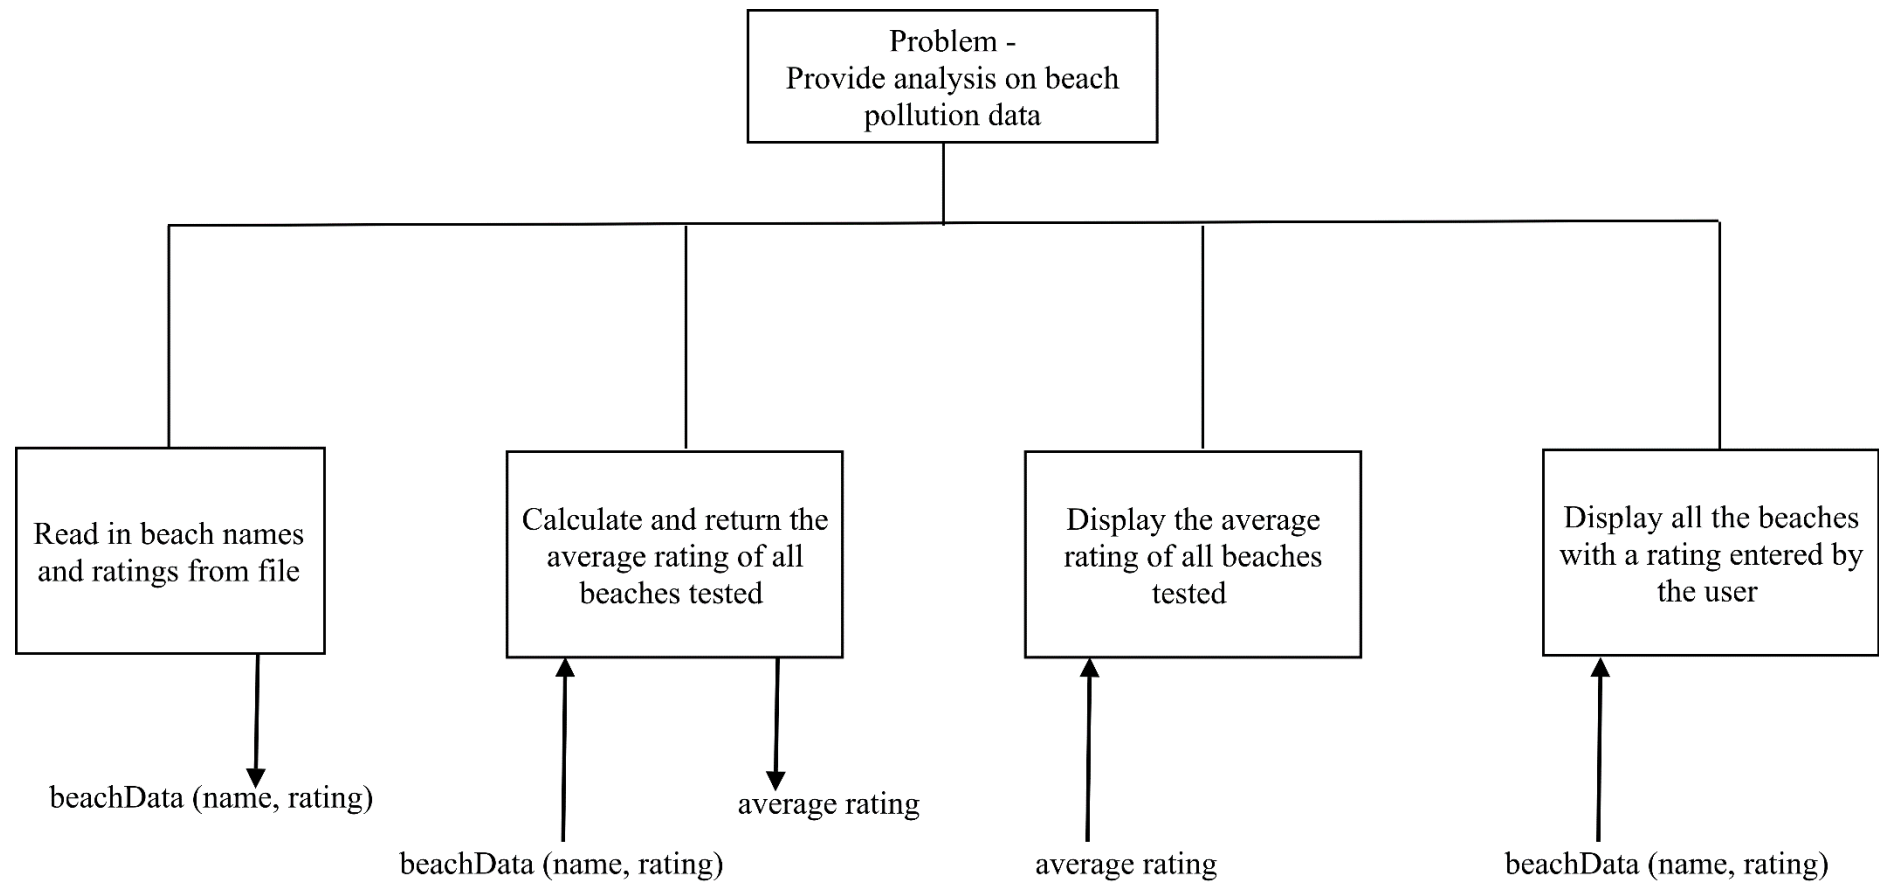 Problem -
Provide analysis on beach
pollution data
Read in beach names
and ratings from file
Calculate and return the
average rating of all
beaches tested
Display the average
rating of all beaches
tested
Display all the beaches
with a rating entered by
the user
beachData (name, rating)
average rating
beachData (name, rating)
average rating
beachData (name, rating)